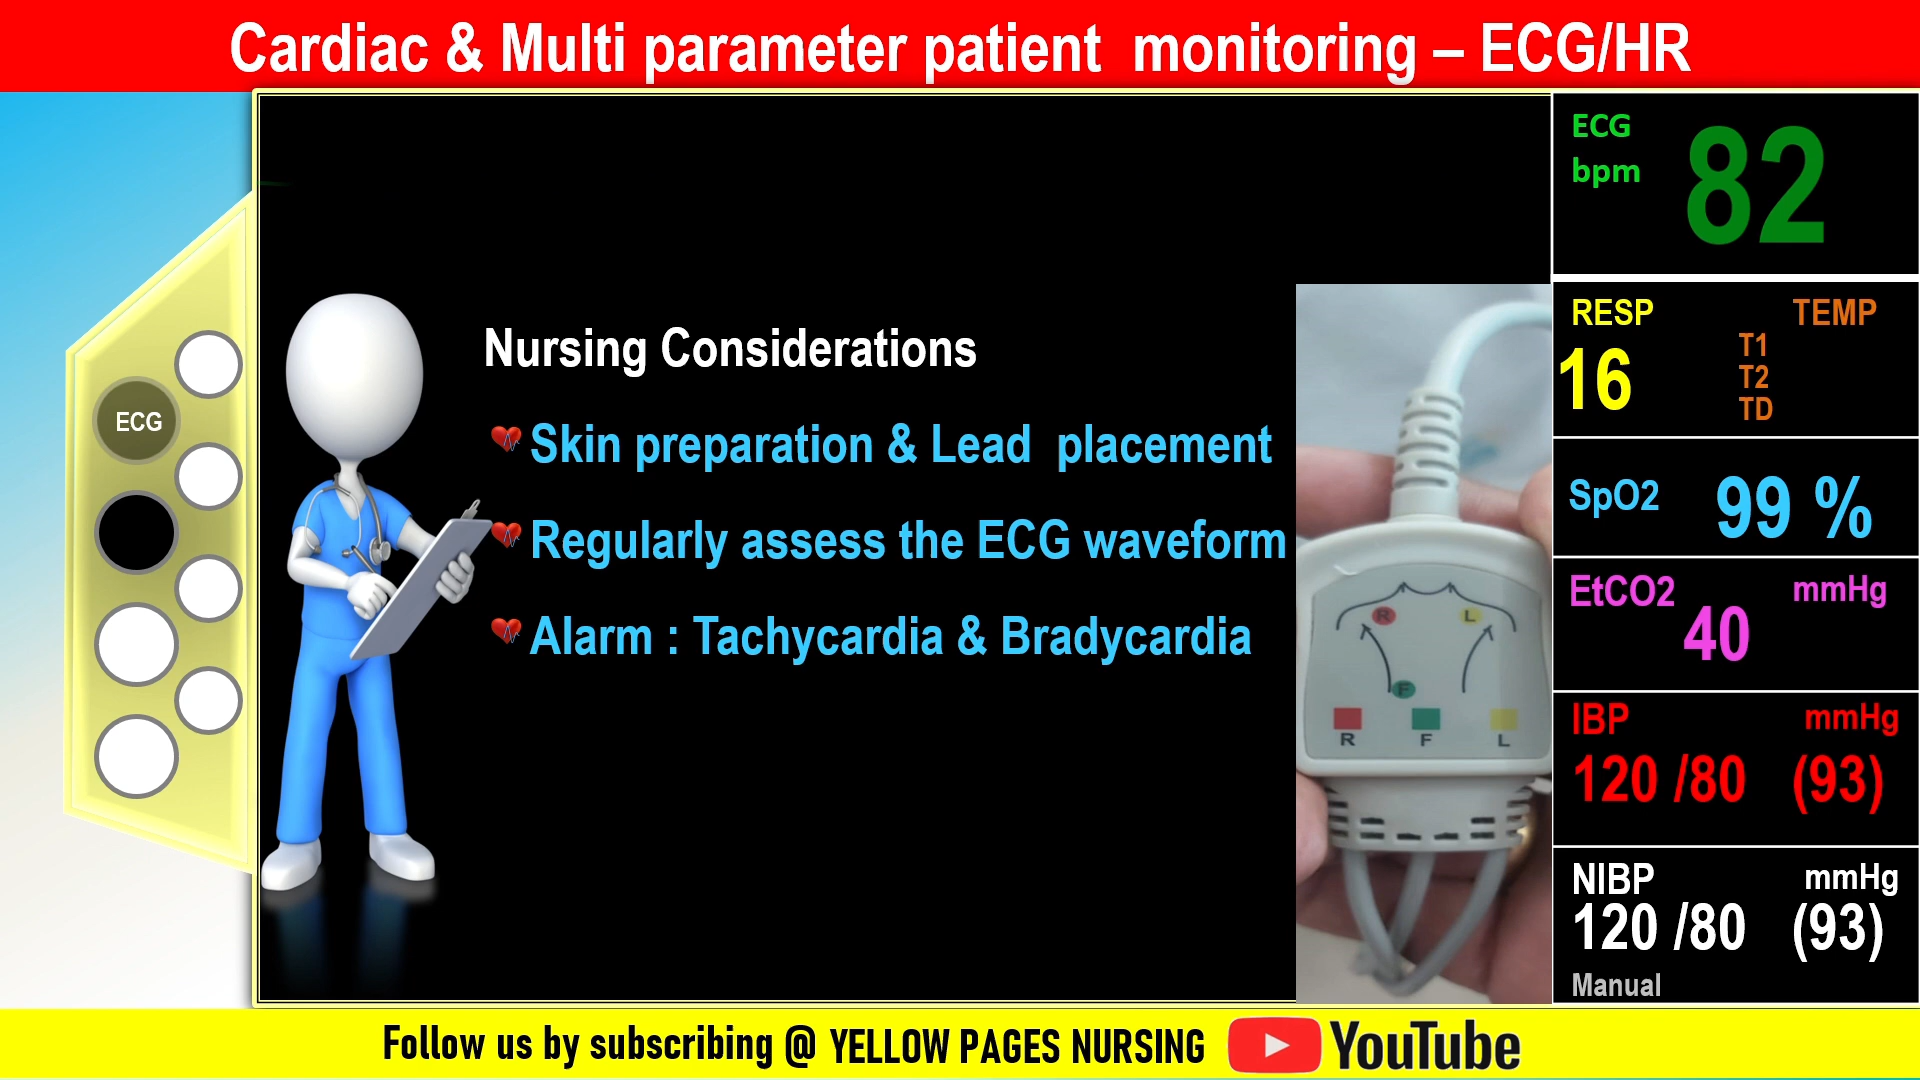 Cardiac & Multi parameter patient monitoring – ECG/HR
ECG
Nursing Considerations
Skin preparation & Lead placement
Regularly assess the ECG waveform
Alarm : Tachycardia & Bradycardia
R
L
F
R F L
ECG
bpm
82
RESP
16
TEMP
T1
T2
TD
SpO2 99 %
EtCO2 mmHg
40
IBP mmHg
120 /80 (93)
NIBP mmHg
120 /80 (93)
Manual
Follow us by subscribing @ YELLOW PAGES NURSING YouTube